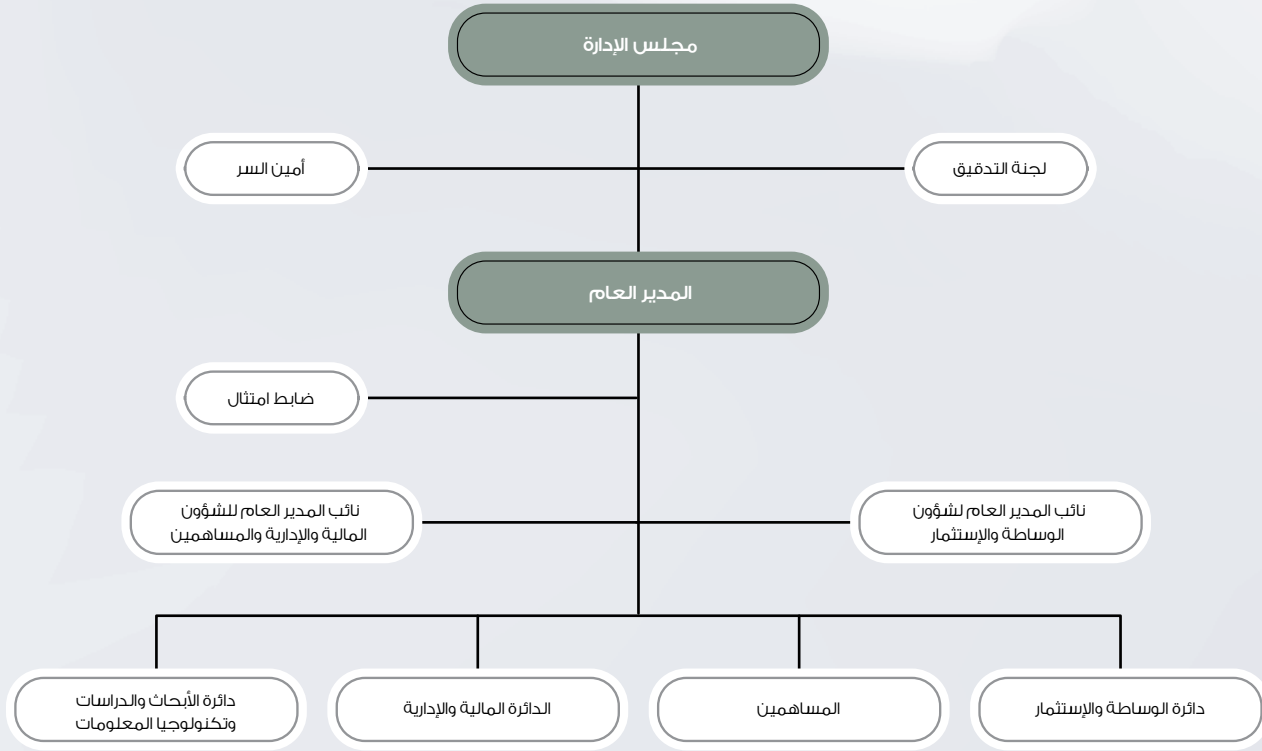 مجلس الإدارة
لجنة التدقيق
أمين السر
المدير العام
ضابط امتثال
نائب المدير العام لشؤون
الوساطة والإستثمار
نائب المدير العام للشؤون
المالية والإدارية والمساهمين
دائرة الوساطة والإستثمار
المساهمين
الدائرة المالية والإدارية
دائرة الأبحاث والدراسات
وتكنولوجيا المعلومات